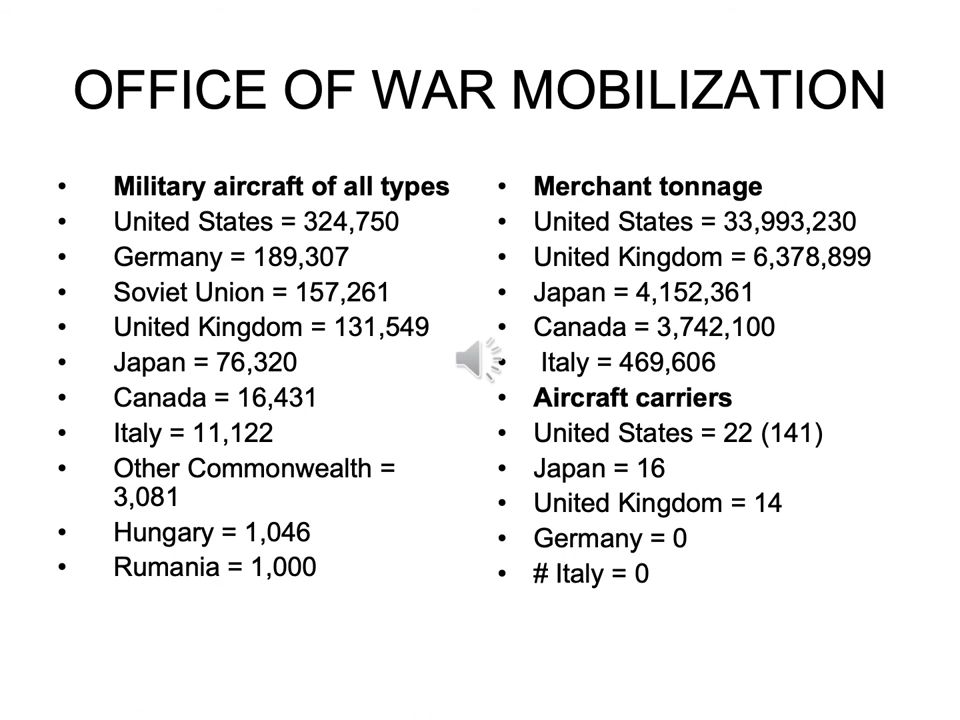 OFFICE OF WAR MOBILIZATION
• Military aircraft of all types
• United States = 324,750
• Germany = 189,307
• Soviet Union = 157,261
• United Kingdom = 131,549
• Japan = 76,320
• Canada = 16,431
• Italy = 11,122
• Other Commonwealth =
3,081
• Hungary = 1,046
• Rumania = 1,000
• Merchant tonnage
• United States = 33,993,230
• United Kingdom = 6,378,899
• Japan = 4,152,361
• Canada = 3,742,100
• Italy = 469,606
• Aircraft carriers
• United States = 22 (141)
• Japan = 16
• United Kingdom = 14
• Germany = 0
• # Italy = 0